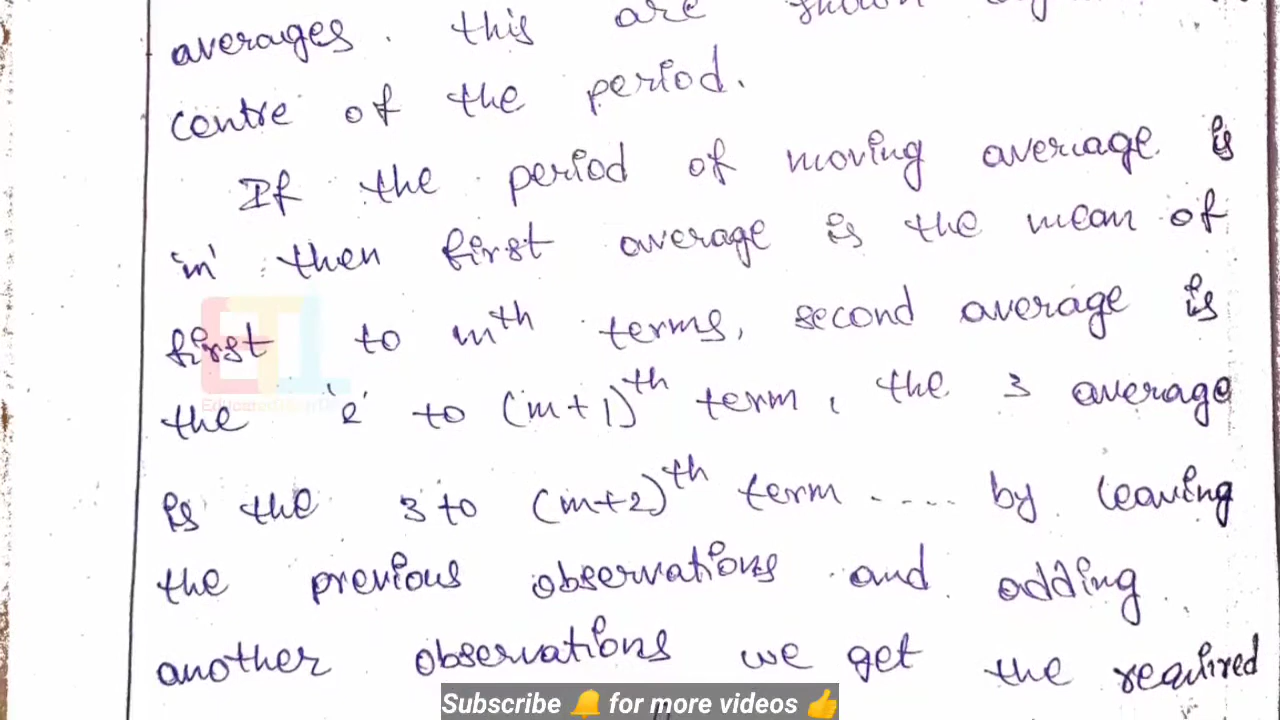 averages. this are shown
centre of the period.
If the period of moving average is
'm' then first average is the mean of
first to mth terms, second average is
the '2' to (m+1)th term, the 3 average
is the 3 to (m+2)th term .... by leaving
the previous observations and adding
another observations we get the required
Subscribe 🔔 for more videos 👍